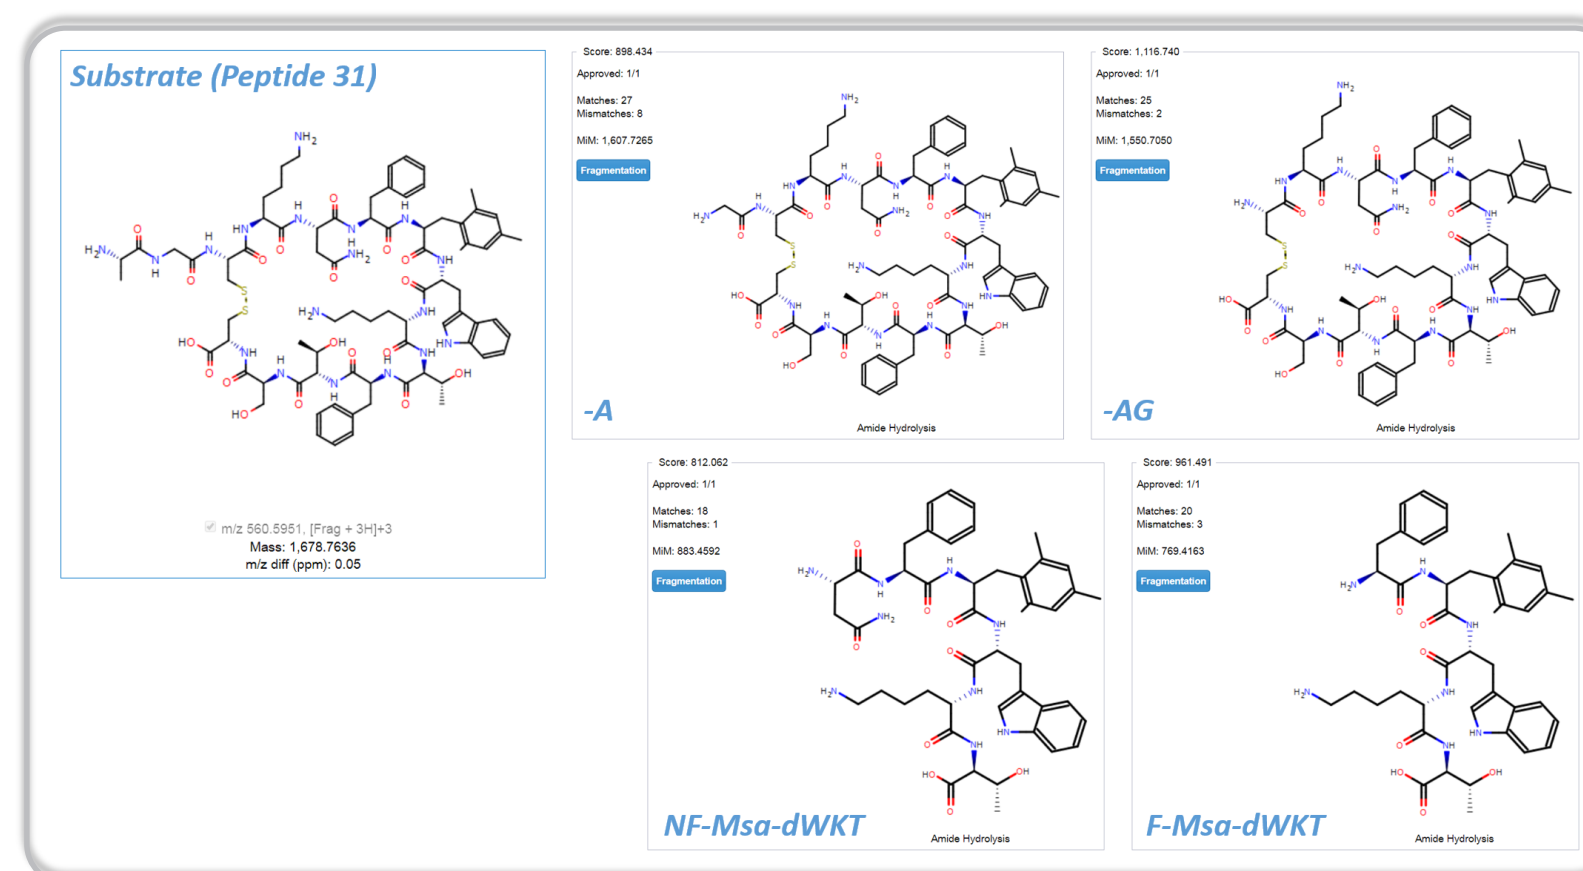 Substrate (Peptide 31)
m/z 560.5951, [Frag + 3H]+3
Mass: 1,678.7636
m/z diff (ppm): 0.05
Score: 898.434
Approved: 1/1
Matches: 27
Mismatches: 8
MiM: 1,607.7265
Fragmentation
-A
Amide Hydrolysis
Score: 1,116.740
Approved: 1/1
Matches: 25
Mismatches: 2
MiM: 1,550.7050
Fragmentation
-AG
Amide Hydrolysis
Score: 812.062
Approved: 1/1
Matches: 18
Mismatches: 1
MiM: 883.4592
Fragmentation
NF-Msa-dWKT
Amide Hydrolysis
Score: 961.491
Approved: 1/1
Matches: 20
Mismatches: 3
MiM: 769.4163
Fragmentation
F-Msa-dWKT
Amide Hydrolysis